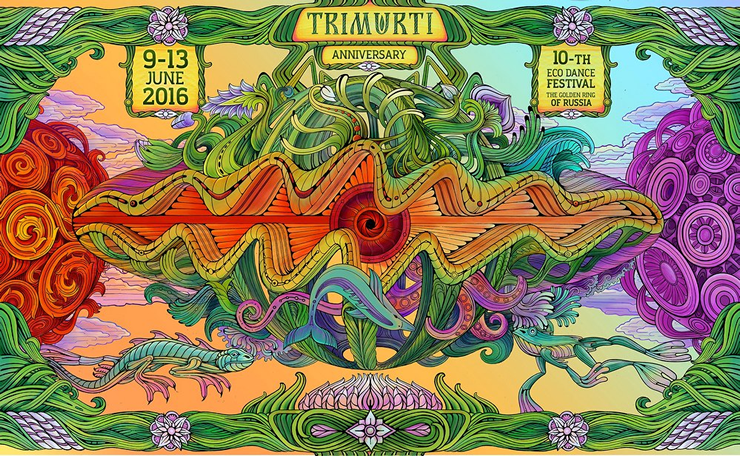 TRIMURTI
ANNIVERSARY
9-13
JUNE
2016
10-TH
ECO DANCE
FESTIVAL
THE GOLDEN RING
OF RUSSIA